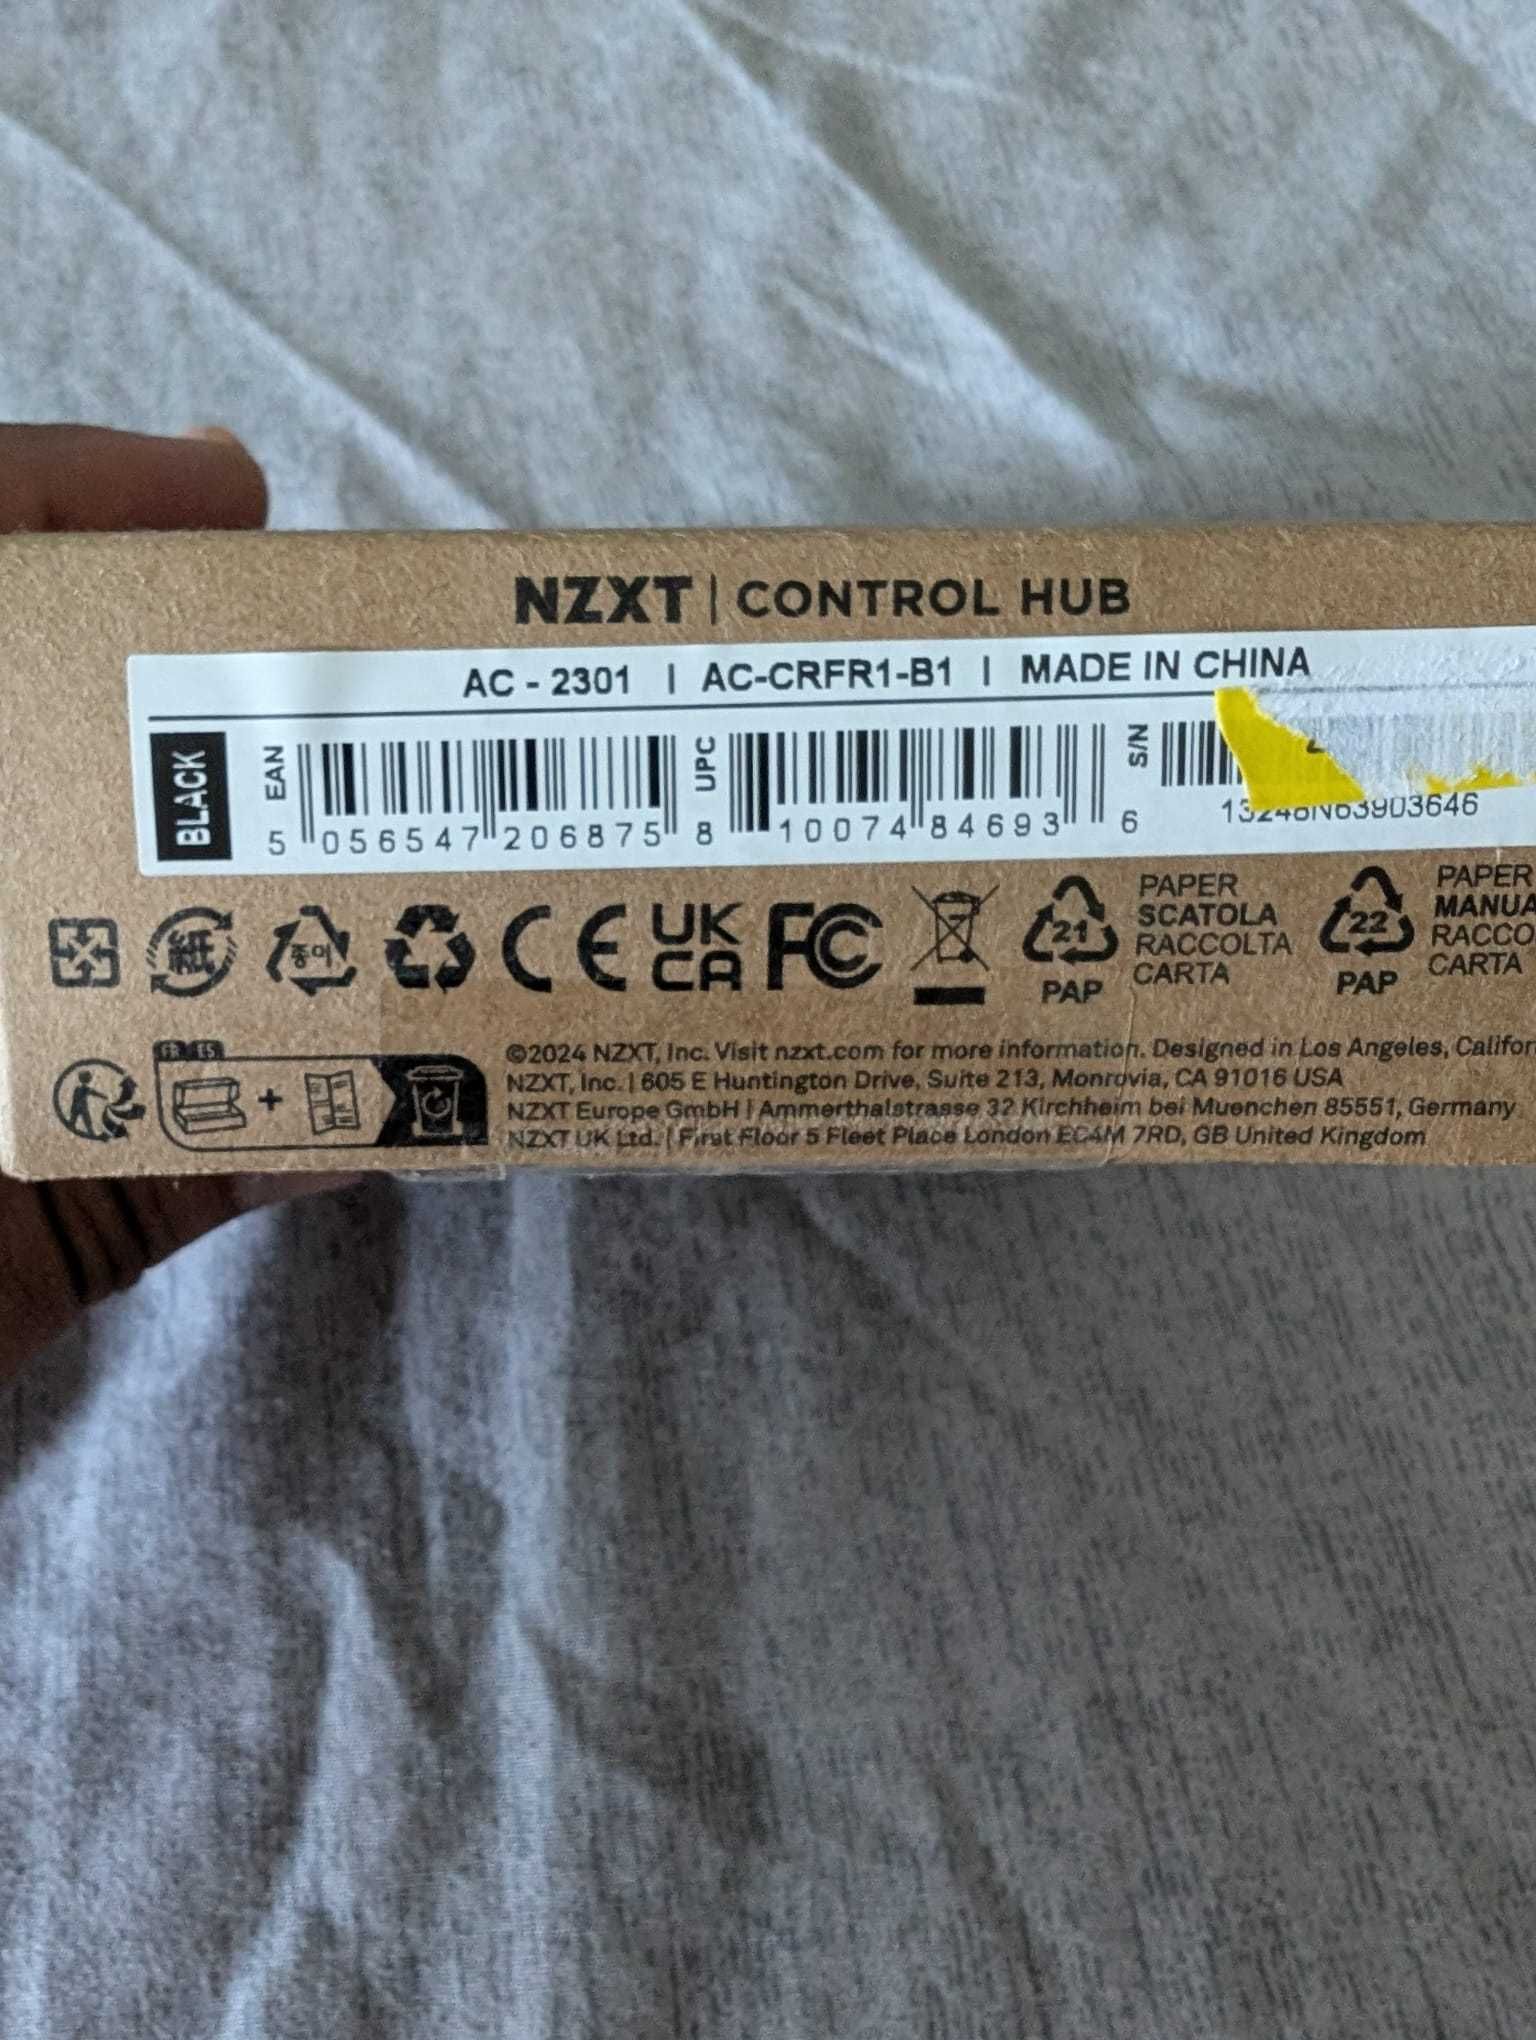 NZXT | CONTROL HUB
AC - 2301 | AC-CRFR1-B1 | MADE IN CHINA
BLACK
EAN
5 056547 206875
UPC
8 10074 84693 6
S/N
紙
종이
CE
UK
CA
FC
21
PAP
PAPER
SCATOLA
RACCOLTA
CARTA
22
PAP
PAPER
MANUA
RACCO
CARTA
FR ES
+
©2024 NZXT, Inc. Visit nzxt.com for more information. Designed in Los Angeles, Califor
NZXT, Inc. | 605 E Huntington Drive, Suite 213, Monrovia, CA 91016 USA
NZXT Europe GmbH | Ammerthalstrasse 32 Kirchheim bei Muenchen 85551, Germany
NZXT UK Ltd. | First Floor 5 Fleet Place London EC4M 7RD, GB United Kingdom